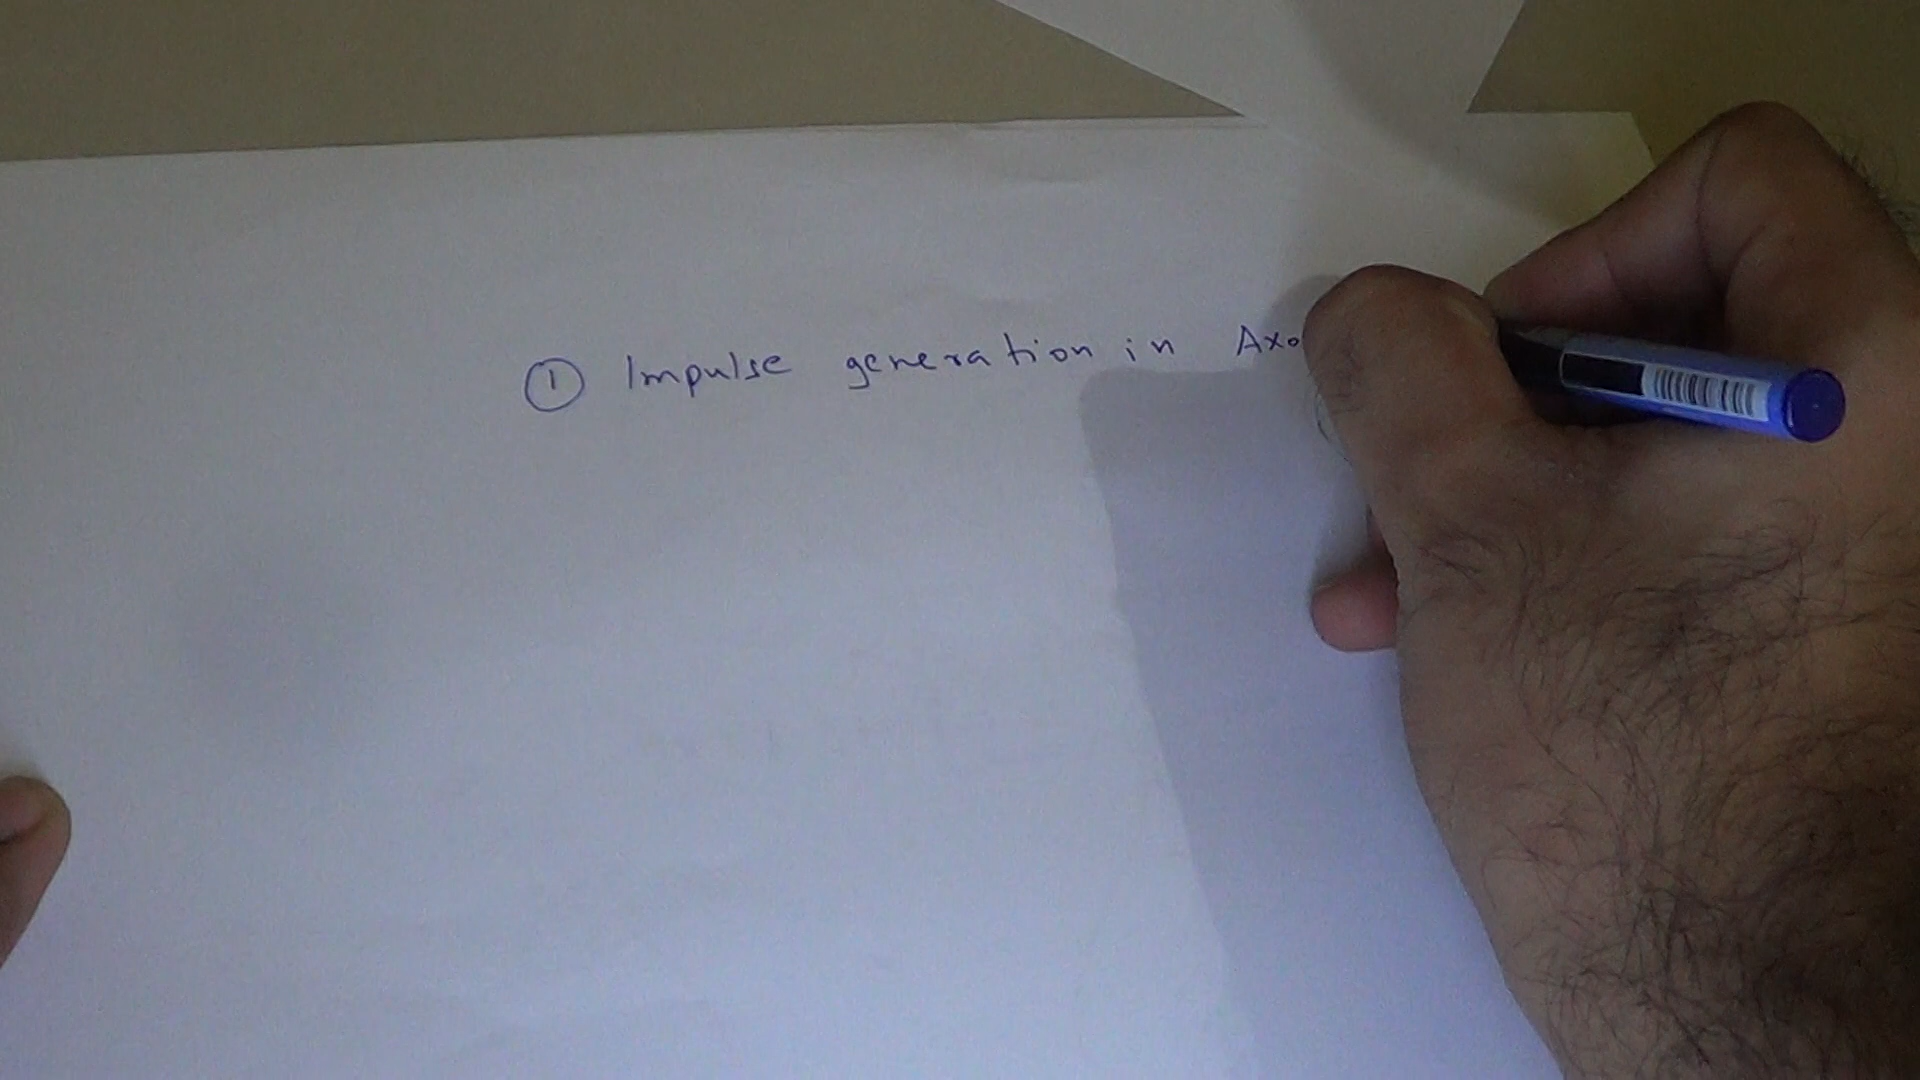 ① Impulse generation in Axo